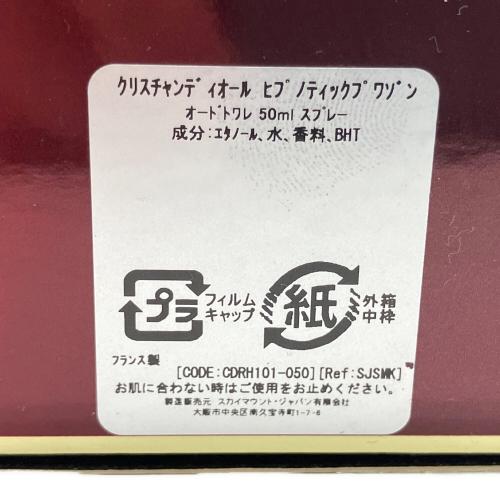 クリスチャンディオール ヒプノティックプワゾン
オードトワレ 50ml スプレー
成分:エタノール、水、香料、BHT
プラ フィルム キャップ 紙 外箱 中枠
フランス製
[CODE:CDRH101-050][Ref:SJSMK]
お肌に合わない時はご使用をお止めください。
製造販売元 スカイマウント・ジャパン有限会社
大阪市中央区南久宝寺町1-7-6